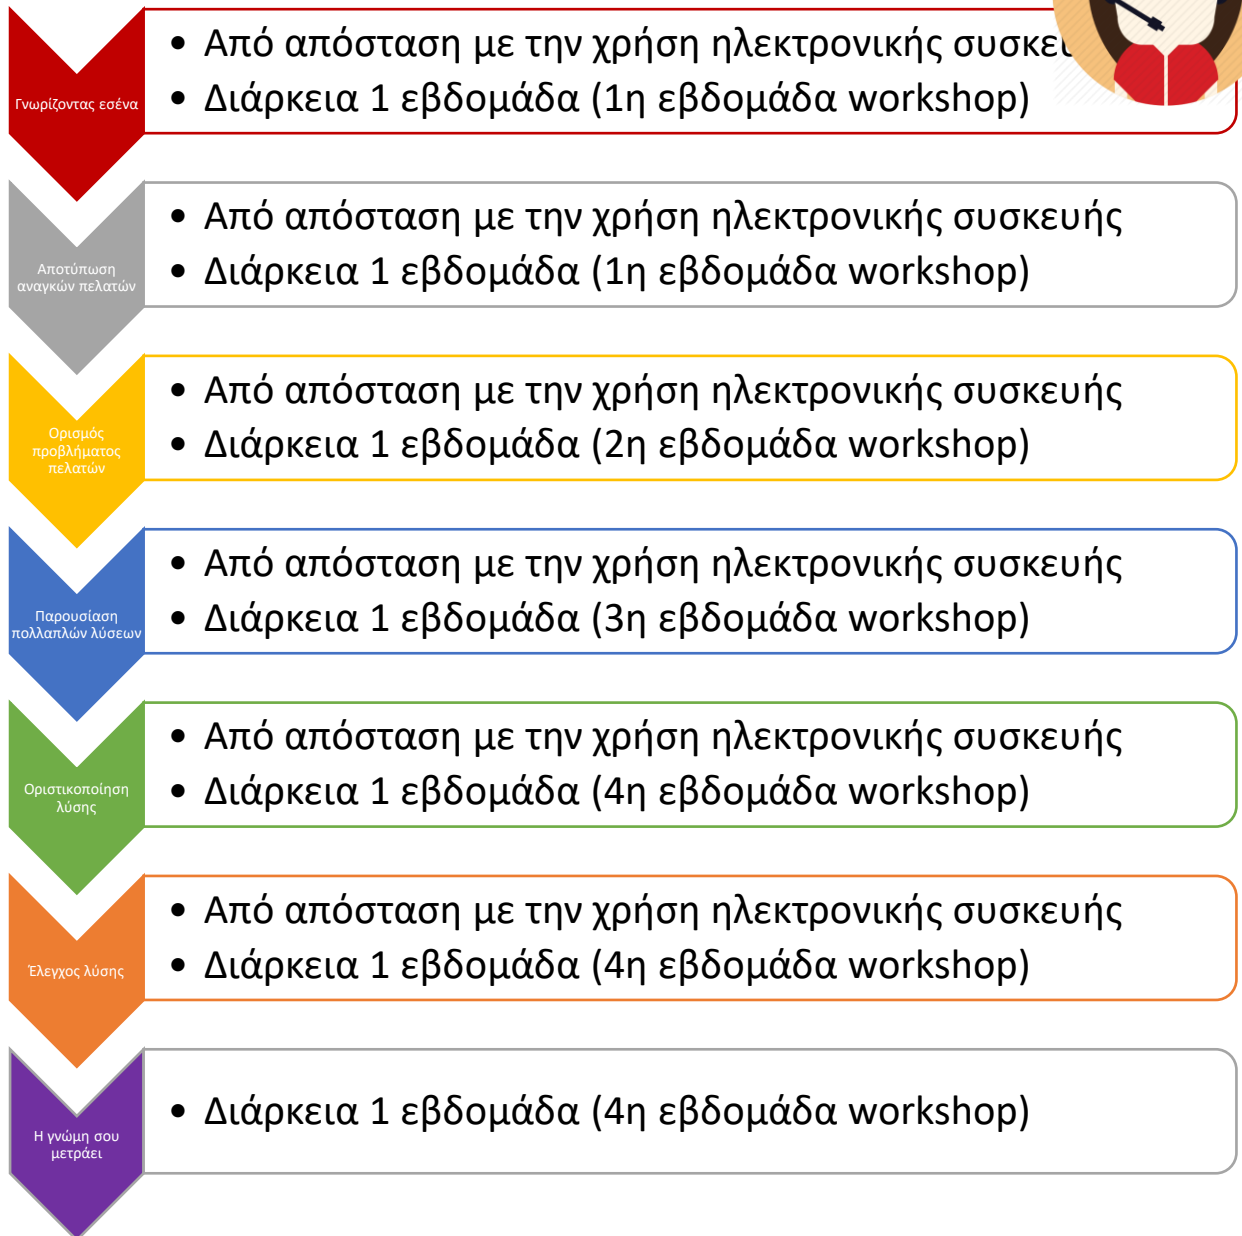 Γνωρίζοντας εσένα
• Από απόσταση με την χρήση ηλεκτρονικής
• Διάρκεια 1 εβδομάδα (1η εβδομάδα workshop)
Αποτύπωση
αναγκών πελατών
• Από απόσταση με την χρήση ηλεκτρονικής συσκευής
• Διάρκεια 1 εβδομάδα (1η εβδομάδα workshop)
Ορισμός
προβλήματος
πελατών
• Από απόσταση με την χρήση ηλεκτρονικής συσκευής
• Διάρκεια 1 εβδομάδα (2η εβδομάδα workshop)
Παρουσίαση
πολλαπλών λύσεων
• Από απόσταση με την χρήση ηλεκτρονικής συσκευής
• Διάρκεια 1 εβδομάδα (3η εβδομάδα workshop)
Οριστικοποίηση
λύσης
• Από απόσταση με την χρήση ηλεκτρονικής συσκευής
• Διάρκεια 1 εβδομάδα (4η εβδομάδα workshop)
Έλεγχος λύσης
• Από απόσταση με την χρήση ηλεκτρονικής συσκευής
• Διάρκεια 1 εβδομάδα (4η εβδομάδα workshop)
Η γνώμη σου
μετράει
• Διάρκεια 1 εβδομάδα (4η εβδομάδα workshop)